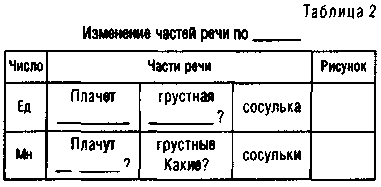 Таблица 2
Изменение частей речи по ______
Число Части речи Рисунок
Ед Плачет ______ грустная ______? сосулька
Мн Плачут __ ____? грустные Какие? сосульки